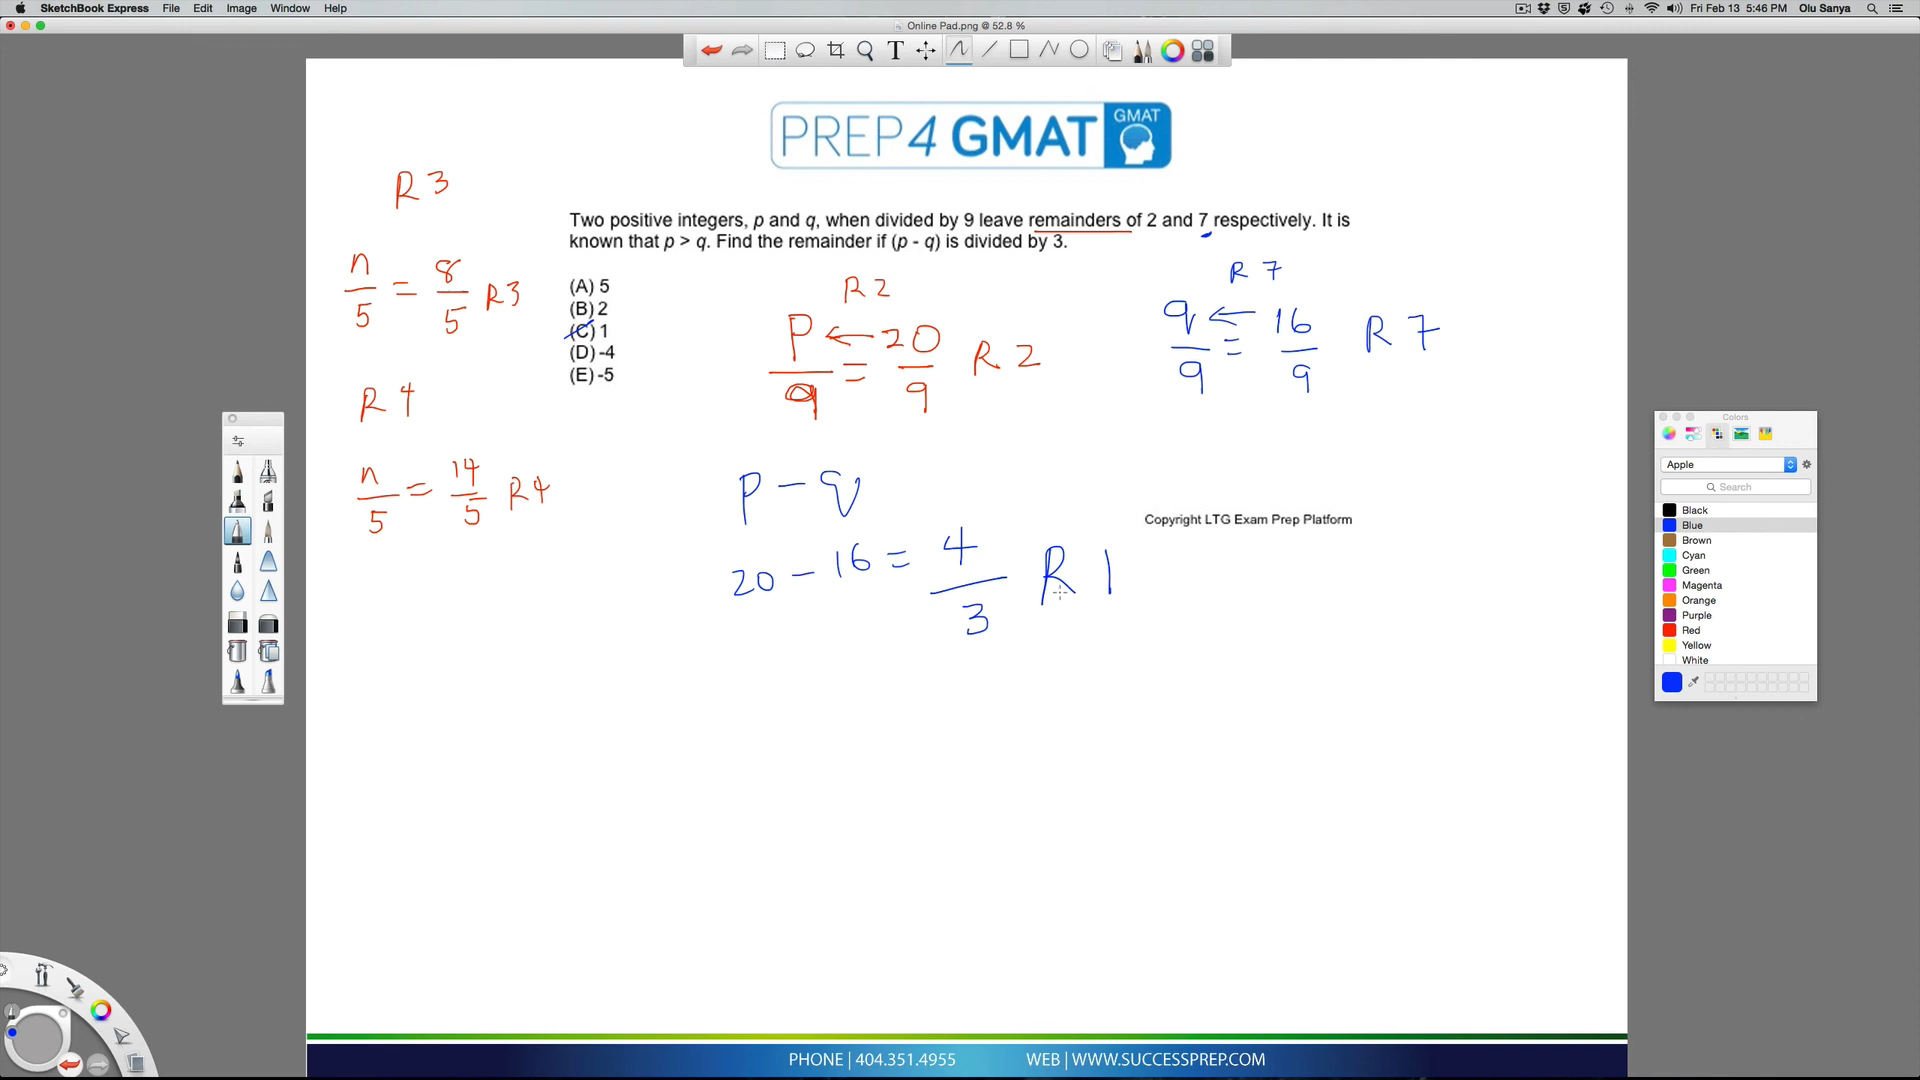 SketchBook Express File Edit Image Window Help
Fri Feb 13 5:46 PM Olu Sanya
Online Pad.png @ 52.8 %
T
PREP4 GMAT
GMAT
R 3
Two positive integers, p and q, when divided by 9 leave remainders of 2 and 7 respectively. It is
known that p > q. Find the remainder if (p - q) is divided by 3.
(A) 5
(B) 2
(C) 1
(D) -4
(E) -5
n/5 = 8/5 R3
R 4
n/5 = 14/5 R4
R 2
P/9 = 20/9 R 2
R 7
q/9 = 16/9 R 7
p - q
20 - 16 = 4/3 R 1
Copyright LTG Exam Prep Platform
Colors
Apple
Search
Black
Blue
Brown
Cyan
Green
Magenta
Orange
Purple
Red
Yellow
White
PHONE | 404.351.4955 WEB | WWW.SUCCESSPREP.COM